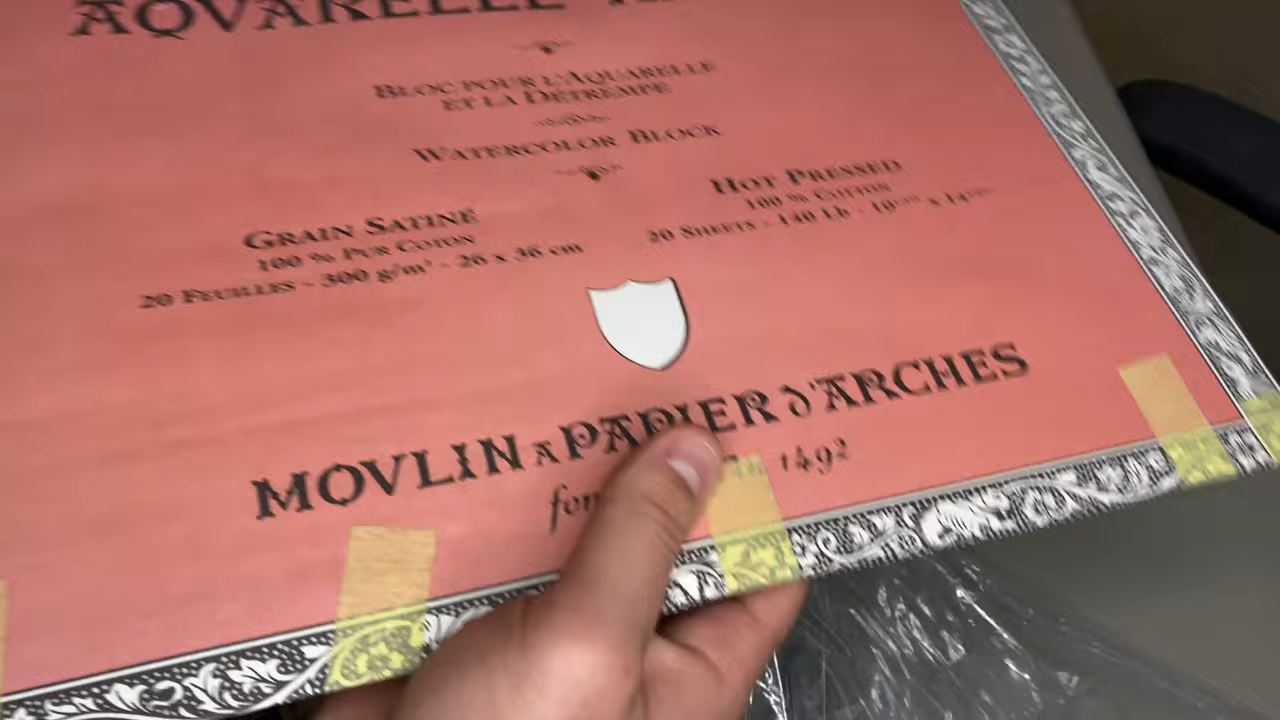 AQVARELLE
BLOC POUR L'AQUARELLE
ET LA DÉTREMPE
WATERCOLOR BLOCK
GRAIN SATINÉ
100 % PUR COTON
20 FEUILLES - 300 g/m² - 26 x 36 cm
HOT PRESSED
100 % COTTON
20 SHEETS - 140 Lb
MOVLIN A PAPIER D'ARCHES
1492